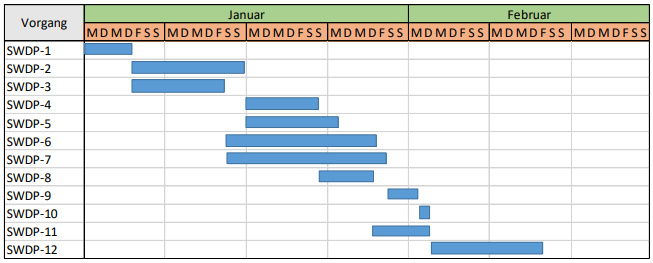 Vorgang Januar Februar
M D M D F S S M D M D F S S M D M D F S S M D M D F S S M D M D F S S M D M D F S S M D M D F S S
SWDP-1
SWDP-2
SWDP-3
SWDP-4
SWDP-5
SWDP-6
SWDP-7
SWDP-8
SWDP-9
SWDP-10
SWDP-11
SWDP-12